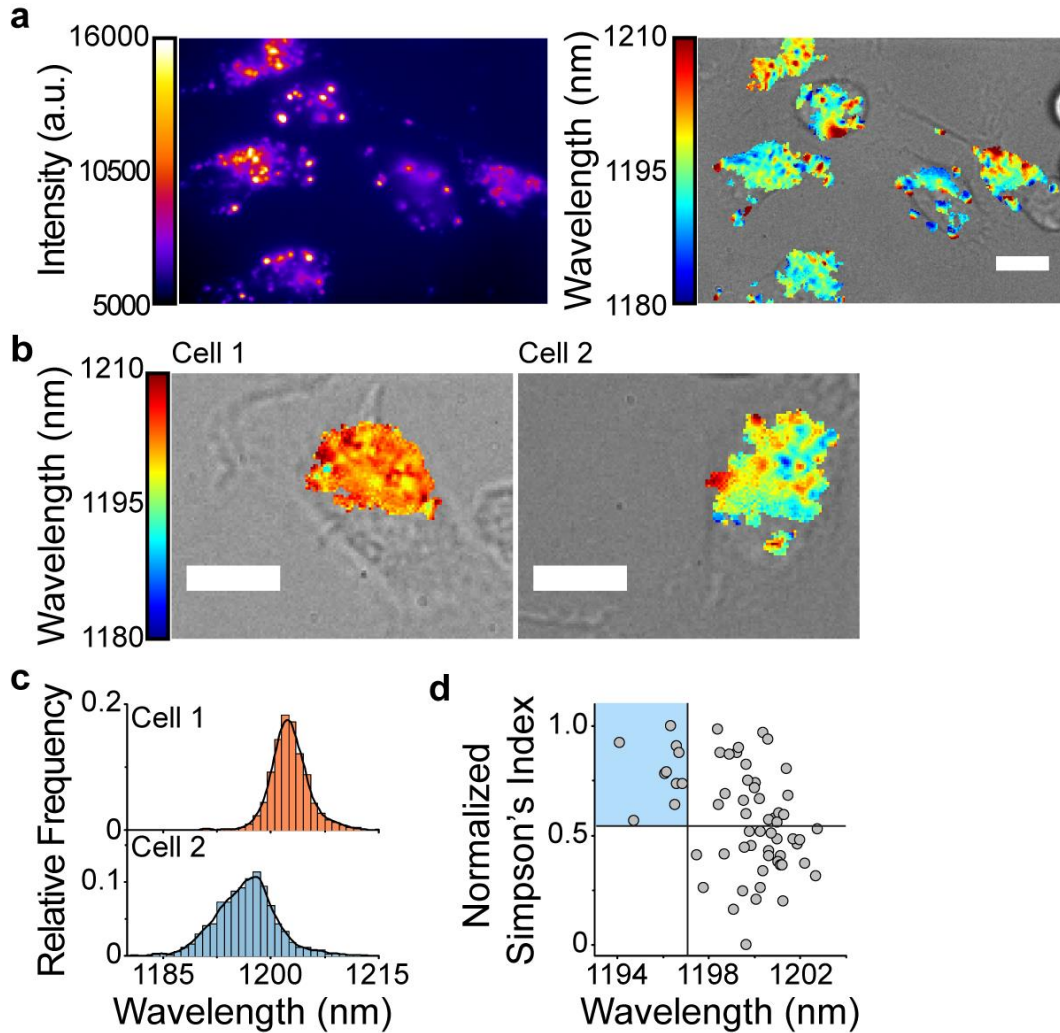 a
Intensity (a.u.)
16000
10500
5000
Wavelength (nm)
1210
1195
1180
b
Cell 1
Cell 2
Wavelength (nm)
1210
1195
1180
c
Relative Frequency
0.2
Cell 1
0
Cell 2
0.1
0
1185
1200
1215
Wavelength (nm)
d
Normalized
Simpson's Index
1.0
0.5
0
1194
1198
1202
Wavelength (nm)